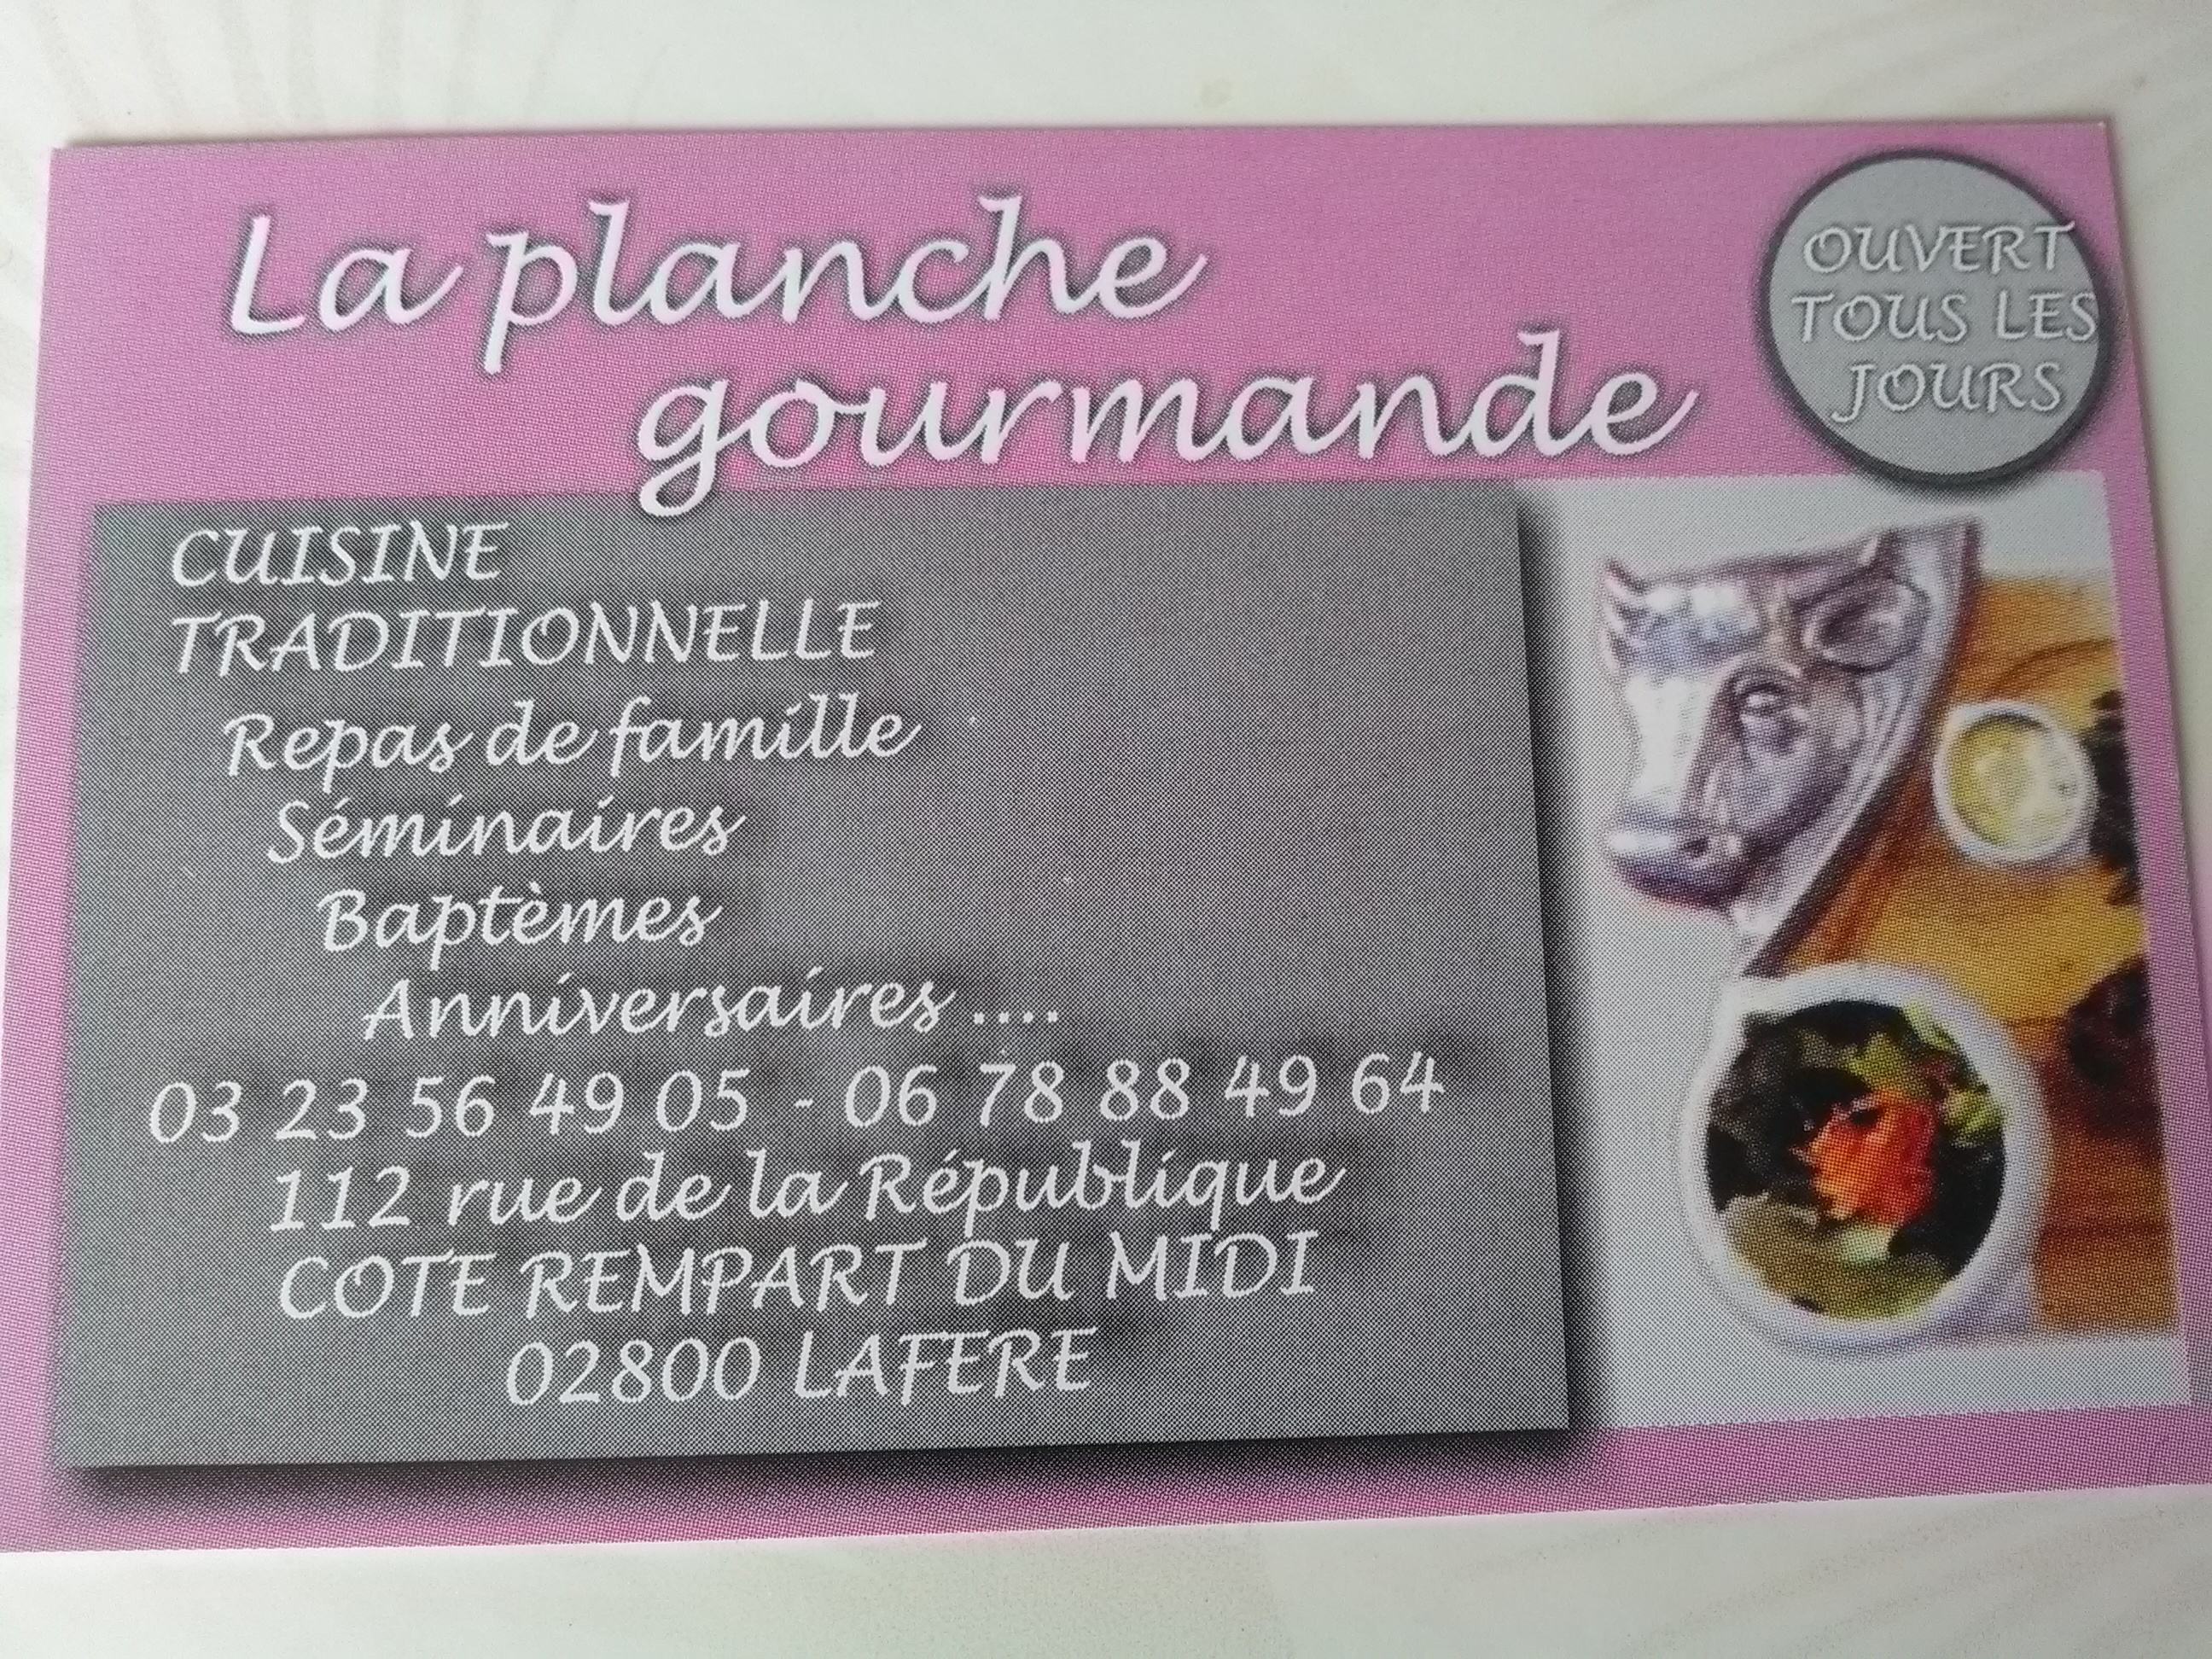 La planche
gourmande
OUVERT
TOUS LES
JOURS
CUISINE
TRADITIONNELLE
Repas de famille
Séminaires
Baptèmes
Anniversaires ....
03 23 56 49 05 - 06 78 88 49 64
112 rue de la République
COTE REMPART DU MIDI
02800 LAFERE